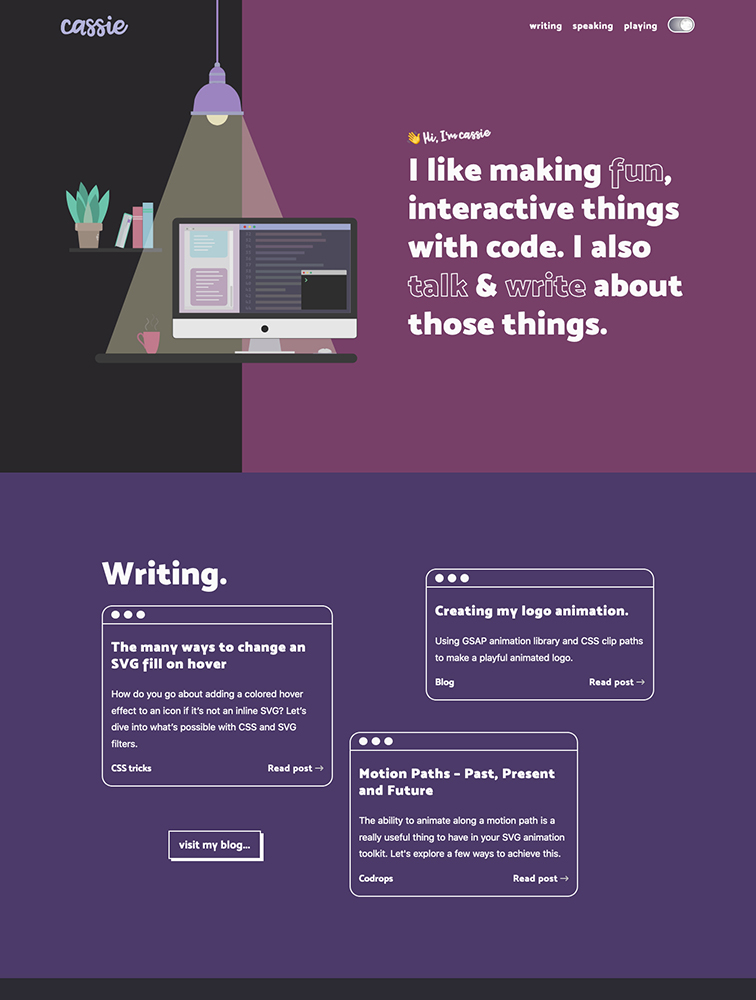 cassie
writing speaking playing
👋 Hi, I'm cassie
I like making fun,
interactive things
with code. I also
talk & write about
those things.
Writing.
The many ways to change an
SVG fill on hover
How do you go about adding a colored hover
effect to an icon if it's not an inline SVG? Let's
dive into what's possible with CSS and SVG
filters.
CSS tricks Read post →
Creating my logo animation.
Using GSAP animation library and CSS clip paths
to make a playful animated logo.
Blog Read post →
Motion Paths – Past, Present
and Future
The ability to animate along a motion path is a
really useful thing to have in your SVG animation
toolkit. Let's explore a few ways to achieve this.
Codrops Read post →
visit my blog...